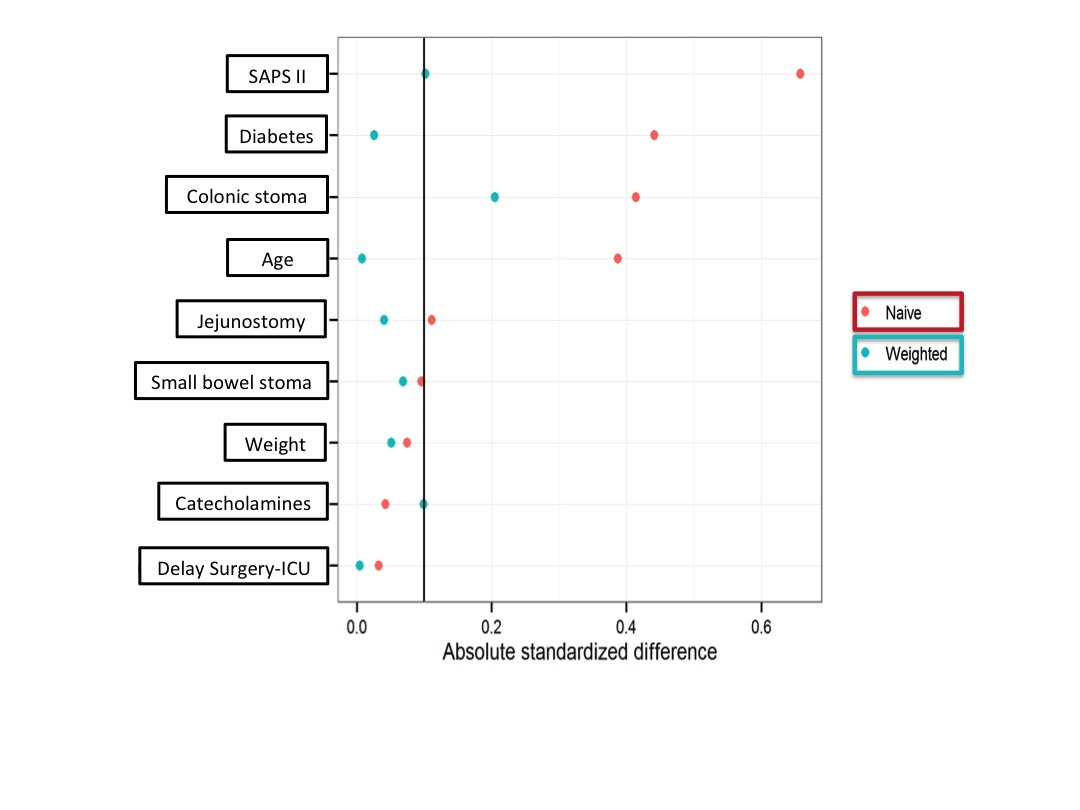 SAPS II
Diabetes
Colonic stoma
Age
Jejunostomy
Small bowel stoma
Weight
Catecholamines
Delay Surgery-ICU
0.0 0.2 0.4 0.6
Absolute standardized difference
Naive
Weighted